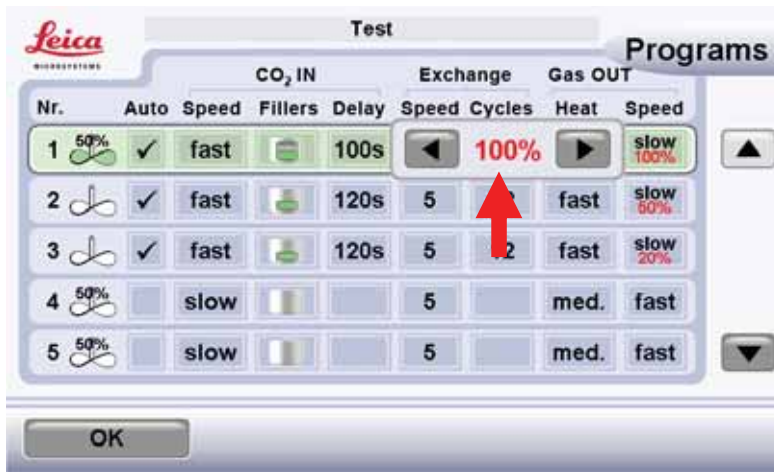 Leica
MICROSYSTEMS
Test
Programs
CO₂ IN Exchange Gas OUT
Nr. Auto Speed Fillers Delay Speed Cycles Heat Speed
1 50% ✓ fast 100s ◀ 100% ▶ slow 100%
2 ✓ fast 120s 5 fast slow 50%
3 ✓ fast 120s 5 12 fast slow 20%
4 50% slow 5 med. fast
5 50% slow 5 med. fast
OK